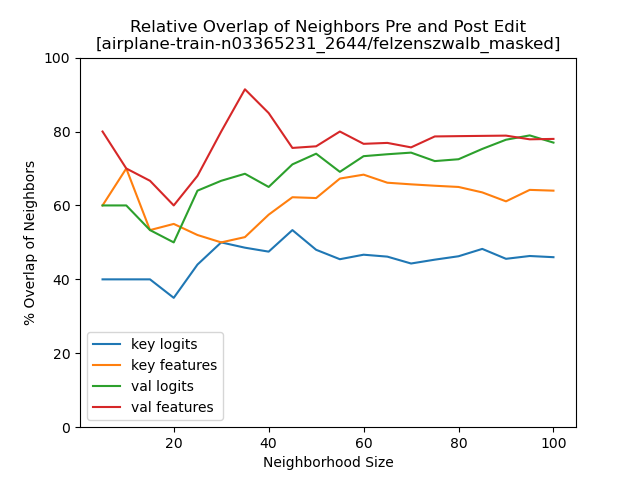 Relative Overlap of Neighbors Pre and Post Edit
[airplane-train-n03365231_2644/felzenszwalb_masked]
100
80
60
40
20
0
% Overlap of Neighbors
key logits
key features
val logits
val features
20 40 60 80 100
Neighborhood Size